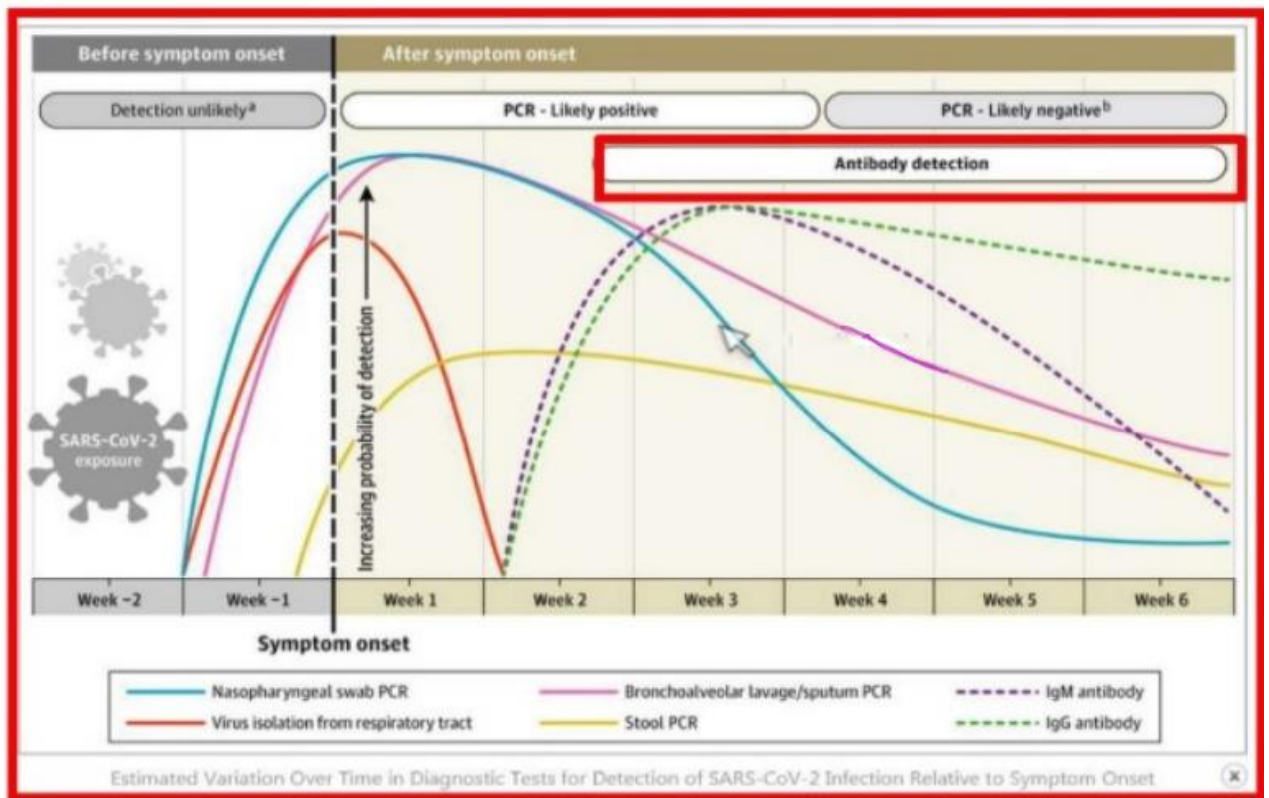 Before symptom onset
After symptom onset
Detection unlikelyª
PCR - Likely positive
PCR - Likely negativeᵇ
Antibody detection
SARS-CoV-2
exposure
Increasing probability of detection
Week −2
Week −1
Week 1
Week 2
Week 3
Week 4
Week 5
Week 6
Symptom onset
Nasopharyngeal swab PCR
Bronchoalveolar lavage/sputum PCR
IgM antibody
Virus isolation from respiratory tract
Stool PCR
IgG antibody
Estimated Variation Over Time in Diagnostic Tests for Detection of SARS-CoV-2 Infection Relative to Symptom Onset